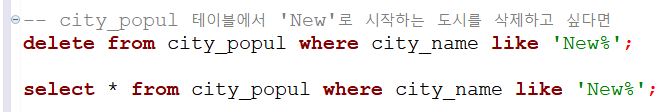 -- city_popul 테이블에서 'New'로 시작하는 도시를 삭제하고 싶다면
delete from city_popul where city_name like 'New%';
select * from city_popul where city_name like 'New%';